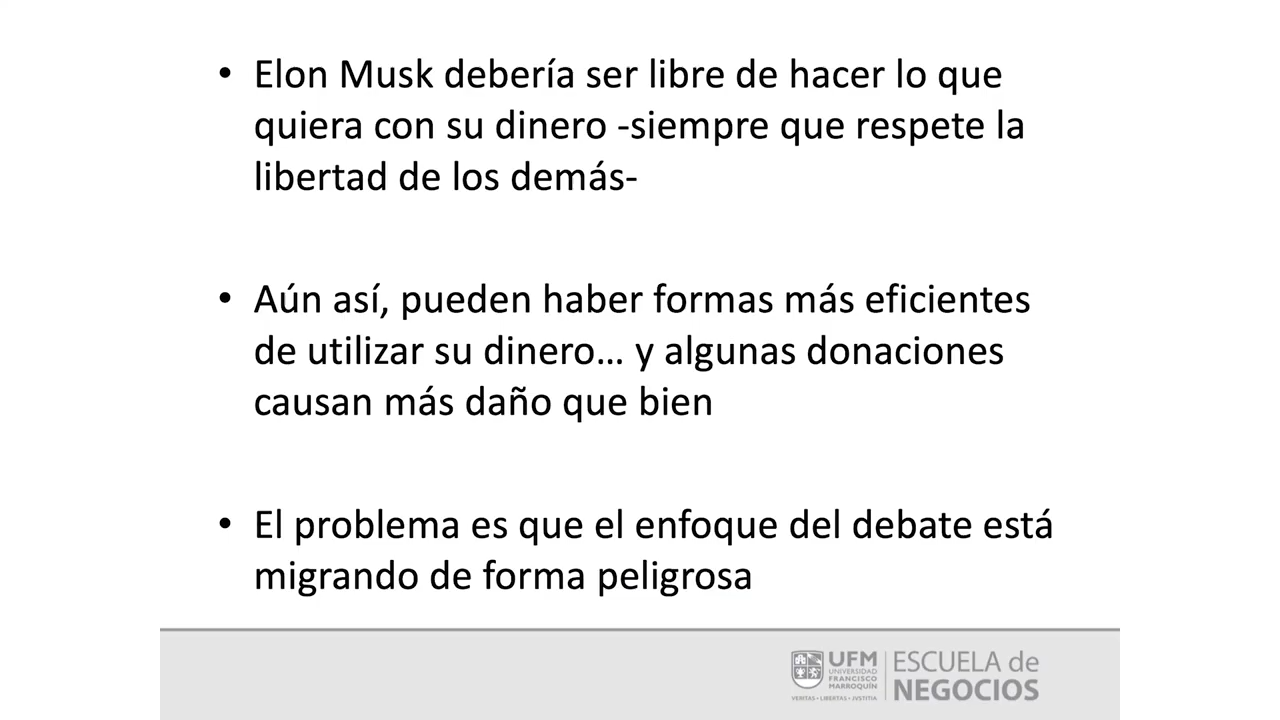 • Elon Musk debería ser libre de hacer lo que
quiera con su dinero -siempre que respete la
libertad de los demás-
• Aún así, pueden haber formas más eficientes
de utilizar su dinero… y algunas donaciones
causan más daño que bien
• El problema es que el enfoque del debate está
migrando de forma peligrosa
UFM
UNIVERSIDAD
FRANCISCO
MARROQUÍN
VERITAS • LIBERTAS • JVSTITIA
ESCUELA de
NEGOCIOS